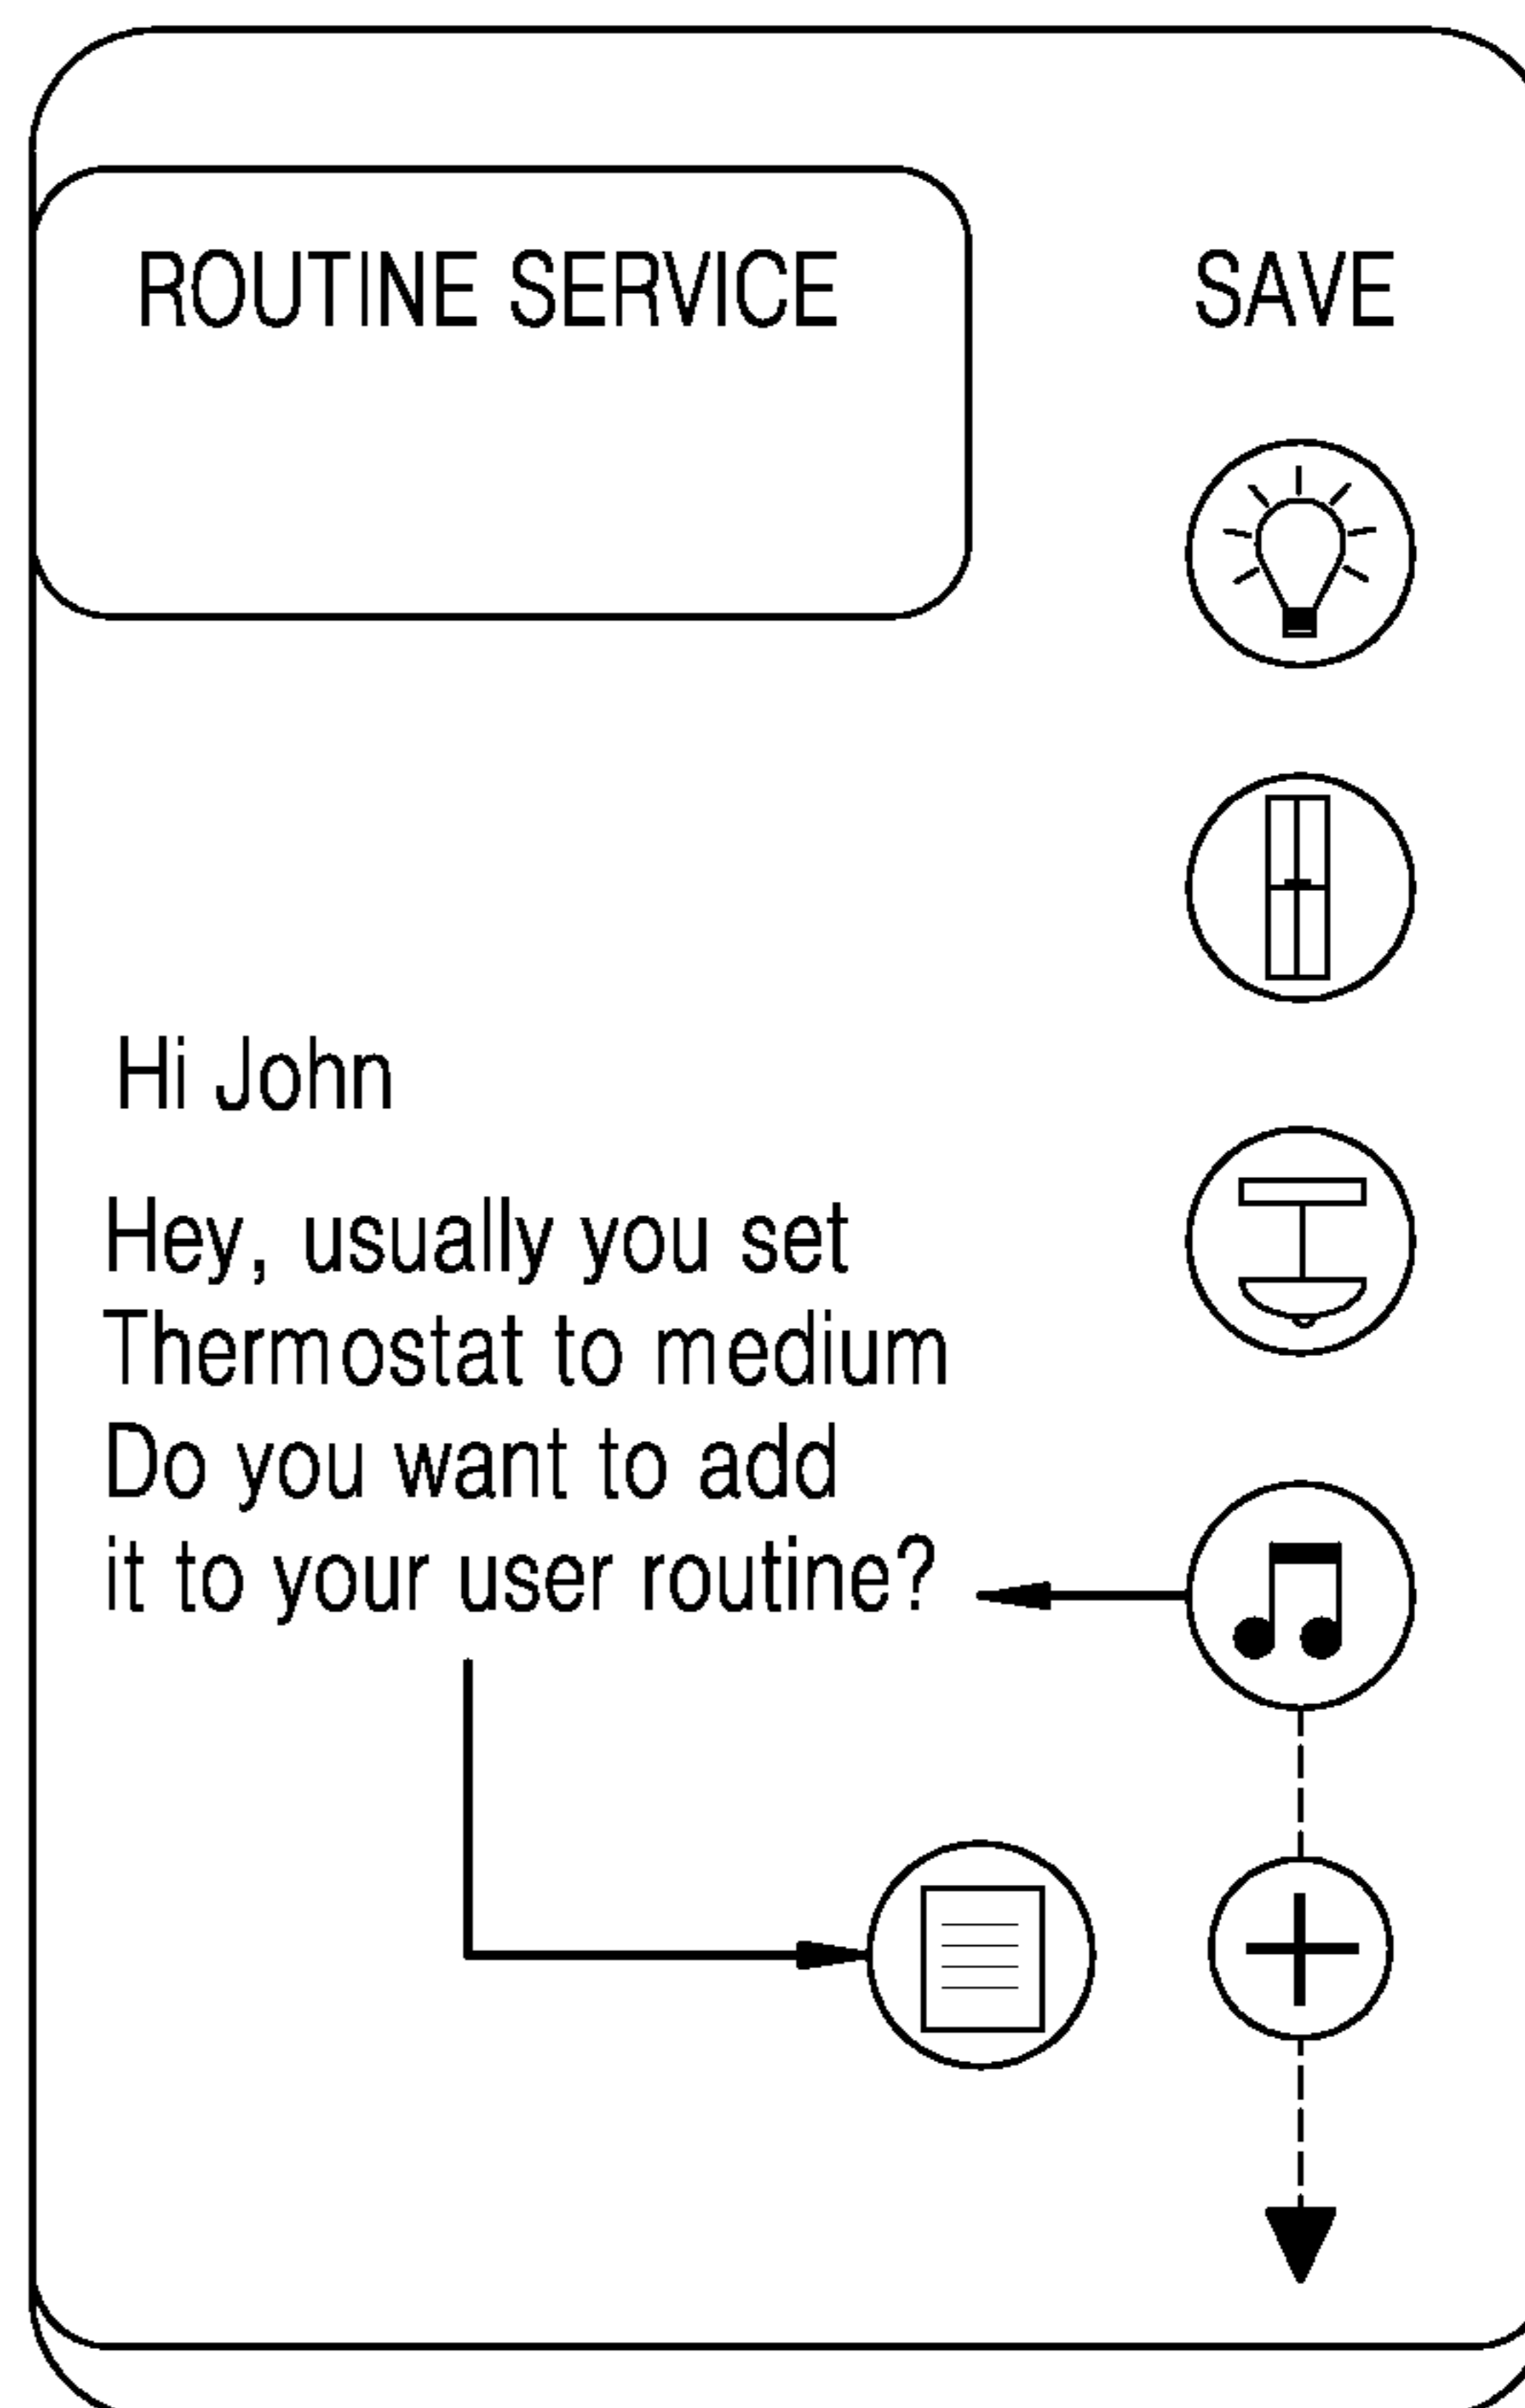 ROUTINE SERVICE
SAVE
Hi John
Hey, usually you set
Thermostat to medium
Do you want to add
it to your user routine?